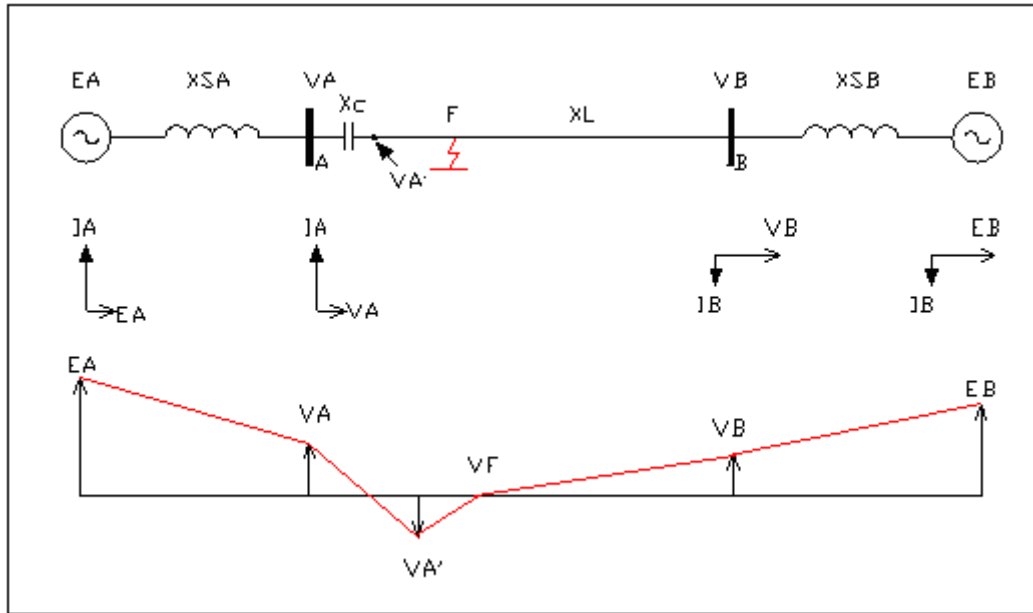 EA XSA VA VB XSB EB
Xc F XL
A B
VA'
IA IA VB EB
EA VA IB IB
EA
VA VF VB EB
VA'